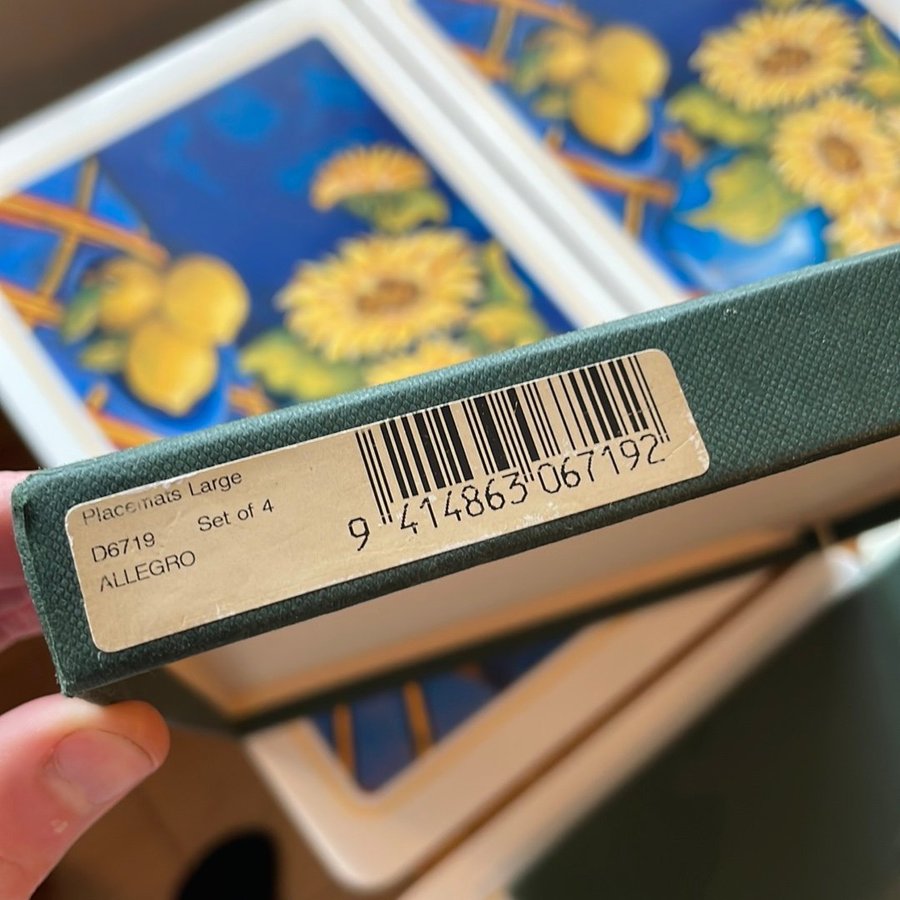 Placemats Large
D6719 Set of 4
ALLEGRO
9 414863 067192